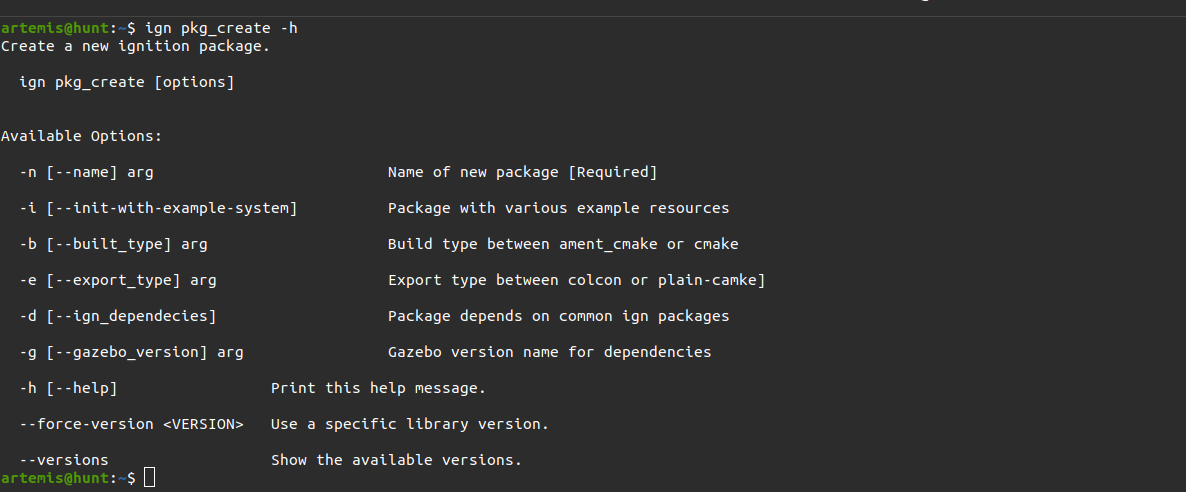 artemis@hunt:~$ ign pkg_create -h
Create a new ignition package.
ign pkg_create [options]
Available Options:
-n [--name] arg Name of new package [Required]
-i [--init-with-example-system] Package with various example resources
-b [--built_type] arg Build type between ament_cmake or cmake
-e [--export_type] arg Export type between colcon or plain-camke]
-d [--ign_dependecies] Package depends on common ign packages
-g [--gazebo_version] arg Gazebo version name for dependencies
-h [--help] Print this help message.
--force-version <VERSION> Use a specific library version.
--versions Show the available versions.
artemis@hunt:~$